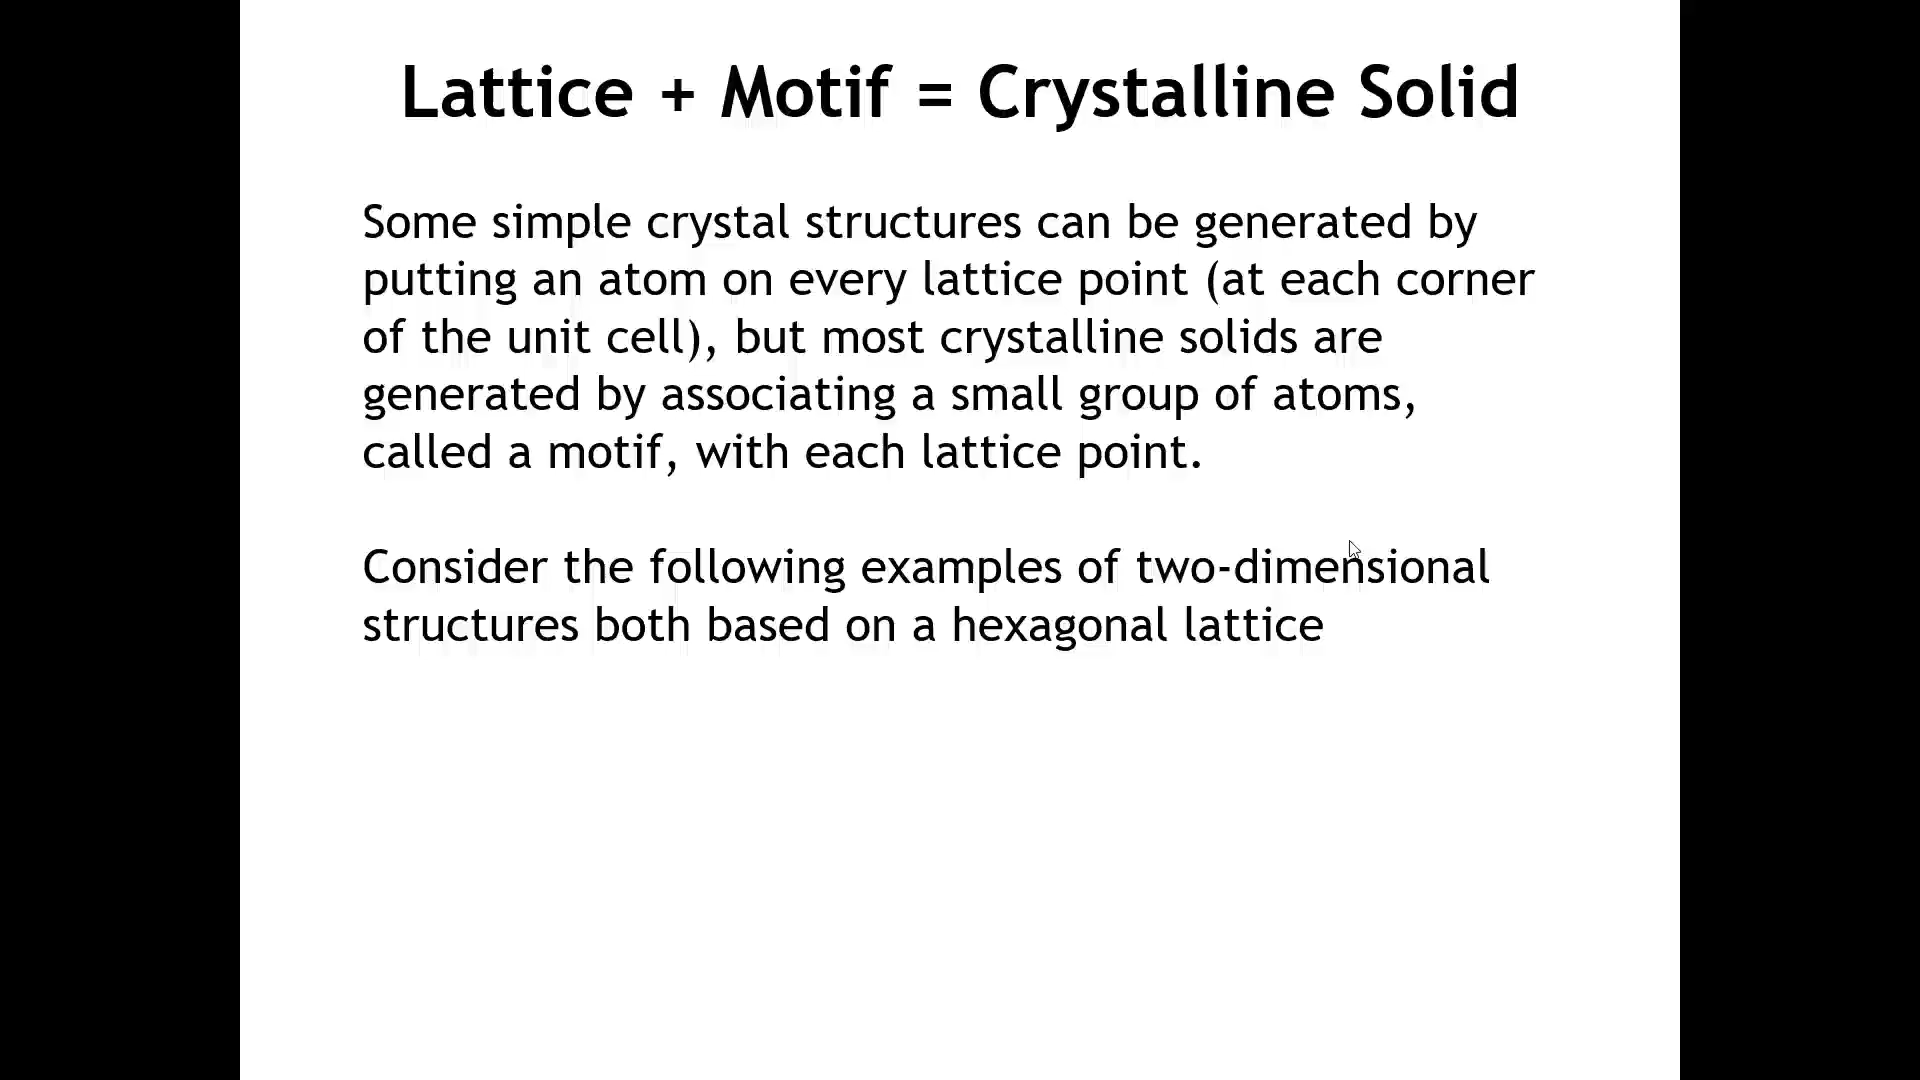 Lattice + Motif = Crystalline Solid
Some simple crystal structures can be generated by
putting an atom on every lattice point (at each corner
of the unit cell), but most crystalline solids are
generated by associating a small group of atoms,
called a motif, with each lattice point.
Consider the following examples of two-dimensional
structures both based on a hexagonal lattice